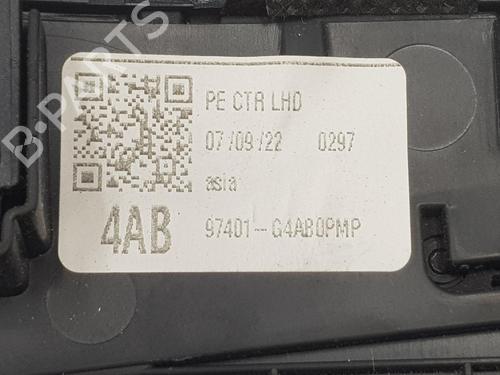 PE CTR LHD
07/09/22 0297
asia
4AB
97401--G4AB0PMP
B-PARTS